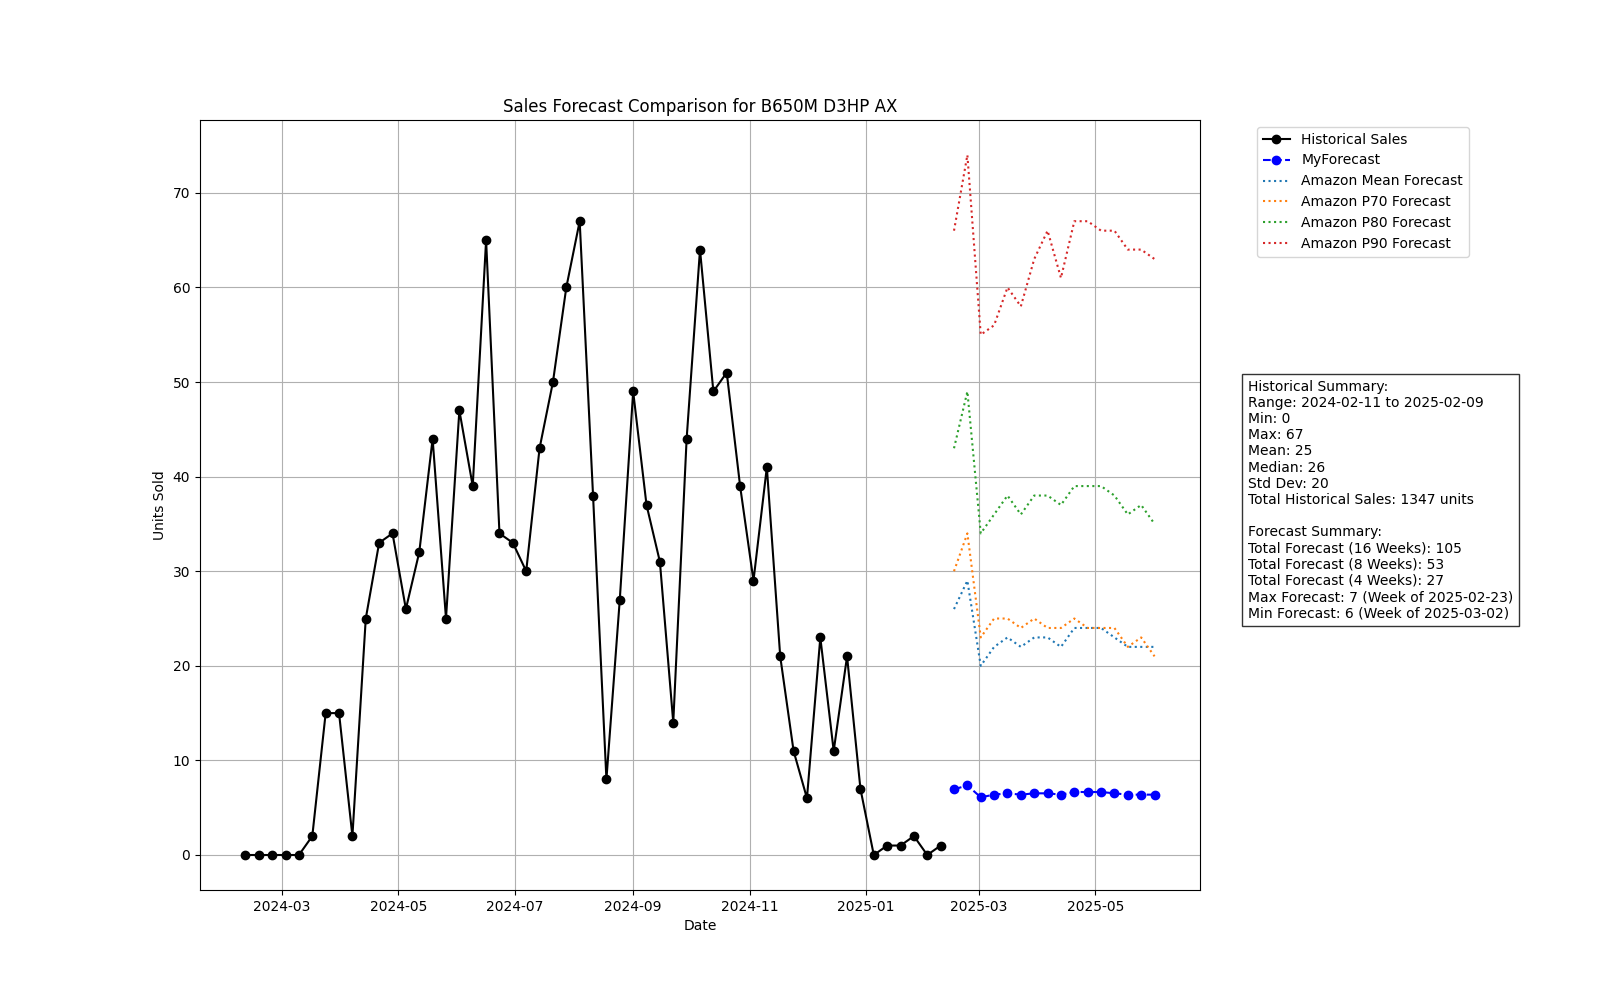 Sales Forecast Comparison for B650M D3HP AX
Units Sold
70
60
50
40
30
20
10
0
2024-03
2024-05
2024-07
2024-09
2024-11
2025-01
2025-03
2025-05
Date
Historical Sales
MyForecast
Amazon Mean Forecast
Amazon P70 Forecast
Amazon P80 Forecast
Amazon P90 Forecast
Historical Summary:
Range: 2024-02-11 to 2025-02-09
Min: 0
Max: 67
Mean: 25
Median: 26
Std Dev: 20
Total Historical Sales: 1347 units
Forecast Summary:
Total Forecast (16 Weeks): 105
Total Forecast (8 Weeks): 53
Total Forecast (4 Weeks): 27
Max Forecast: 7 (Week of 2025-02-23)
Min Forecast: 6 (Week of 2025-03-02)